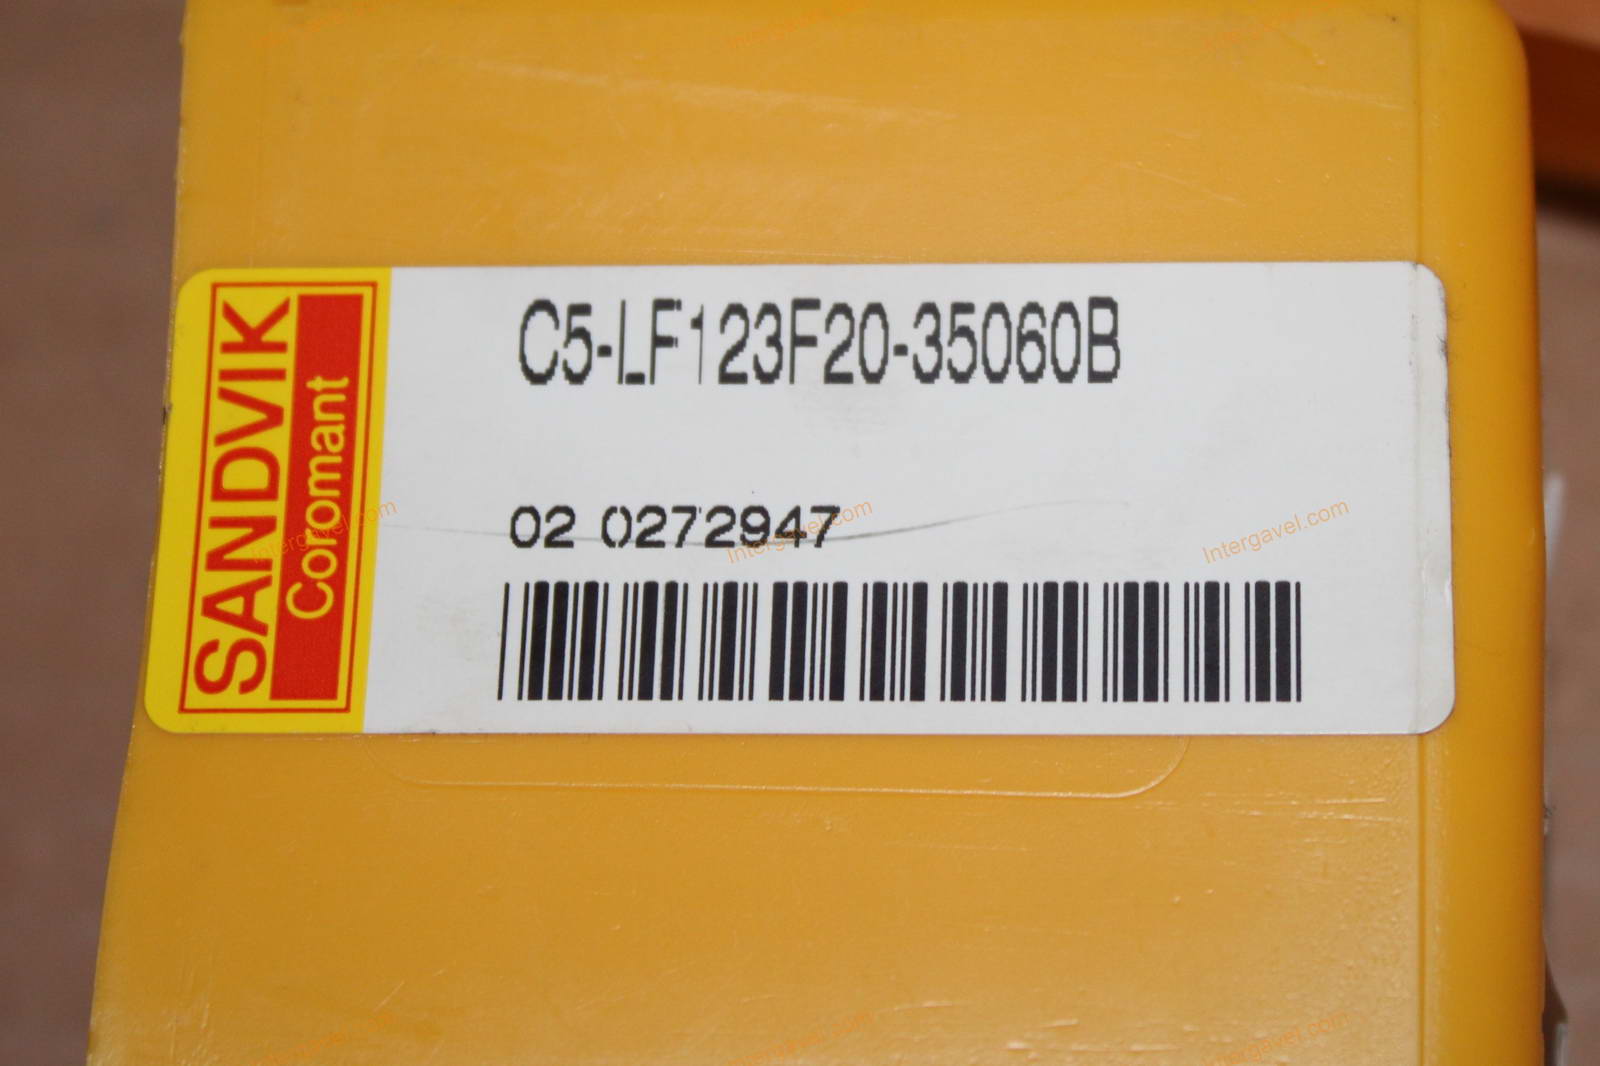 SANDVIK
Coromant
C5-LF123F20-35060B
02 0272947
Intergavel.com
Intergavel.com
Intergavel.com